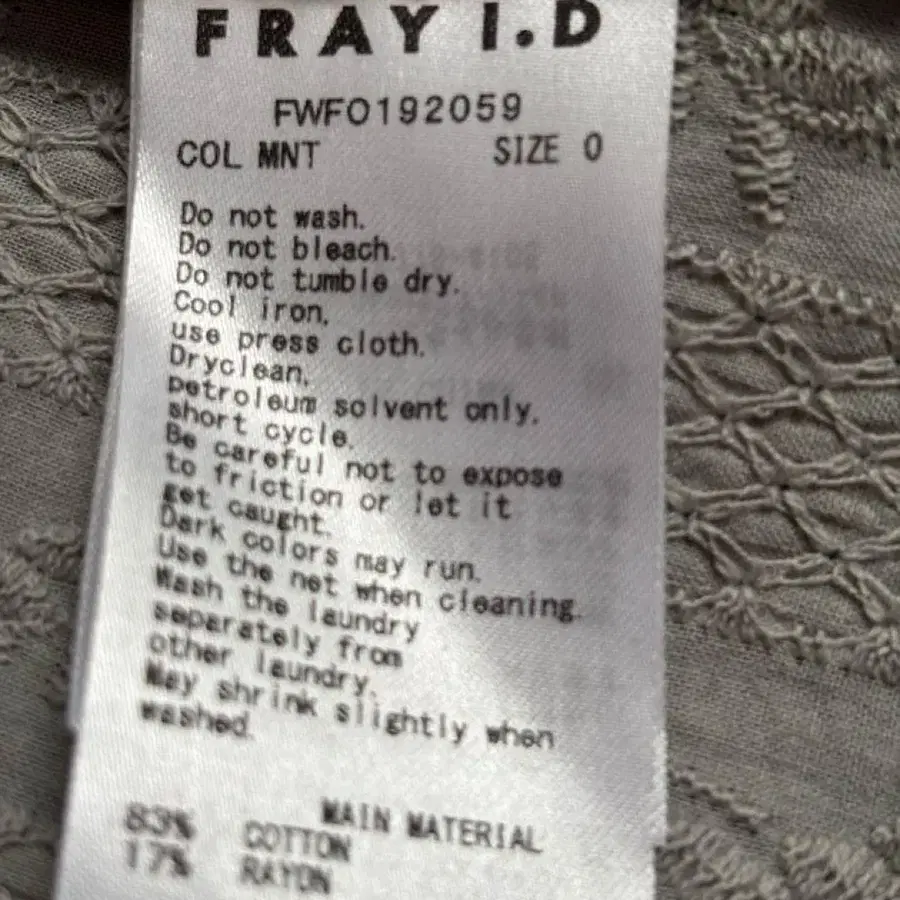 FRAY I.D
FWFO192059
COL MNT SIZE 0
Do not wash.
Do not bleach.
Do not tumble dry.
Cool iron,
use press cloth.
Dryclean,
petroleum solvent only,
short cycle.
Be careful not to expose
to friction or let it
get caught.
Dark colors may run.
Use the net when cleaning.
Wash the laundry
separately from
other laundry.
May shrink slightly when
washed.
MAIN MATERIAL
83% COTTON
17% RAYON